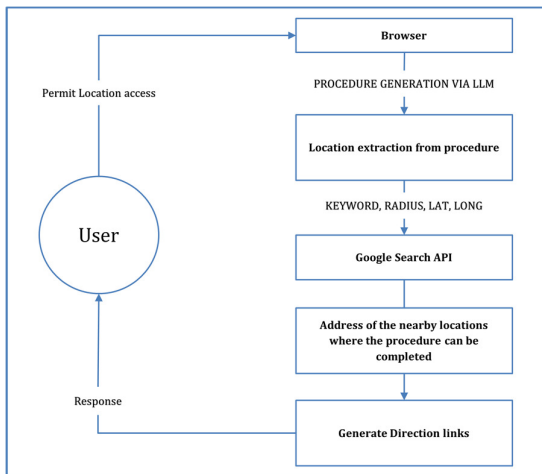 Browser
Permit Location access
PROCEDURE GENERATION VIA LLM
Location extraction from procedure
KEYWORD, RADIUS, LAT, LONG
User
Google Search API
Address of the nearby locations
where the procedure can be
completed
Response
Generate Direction links